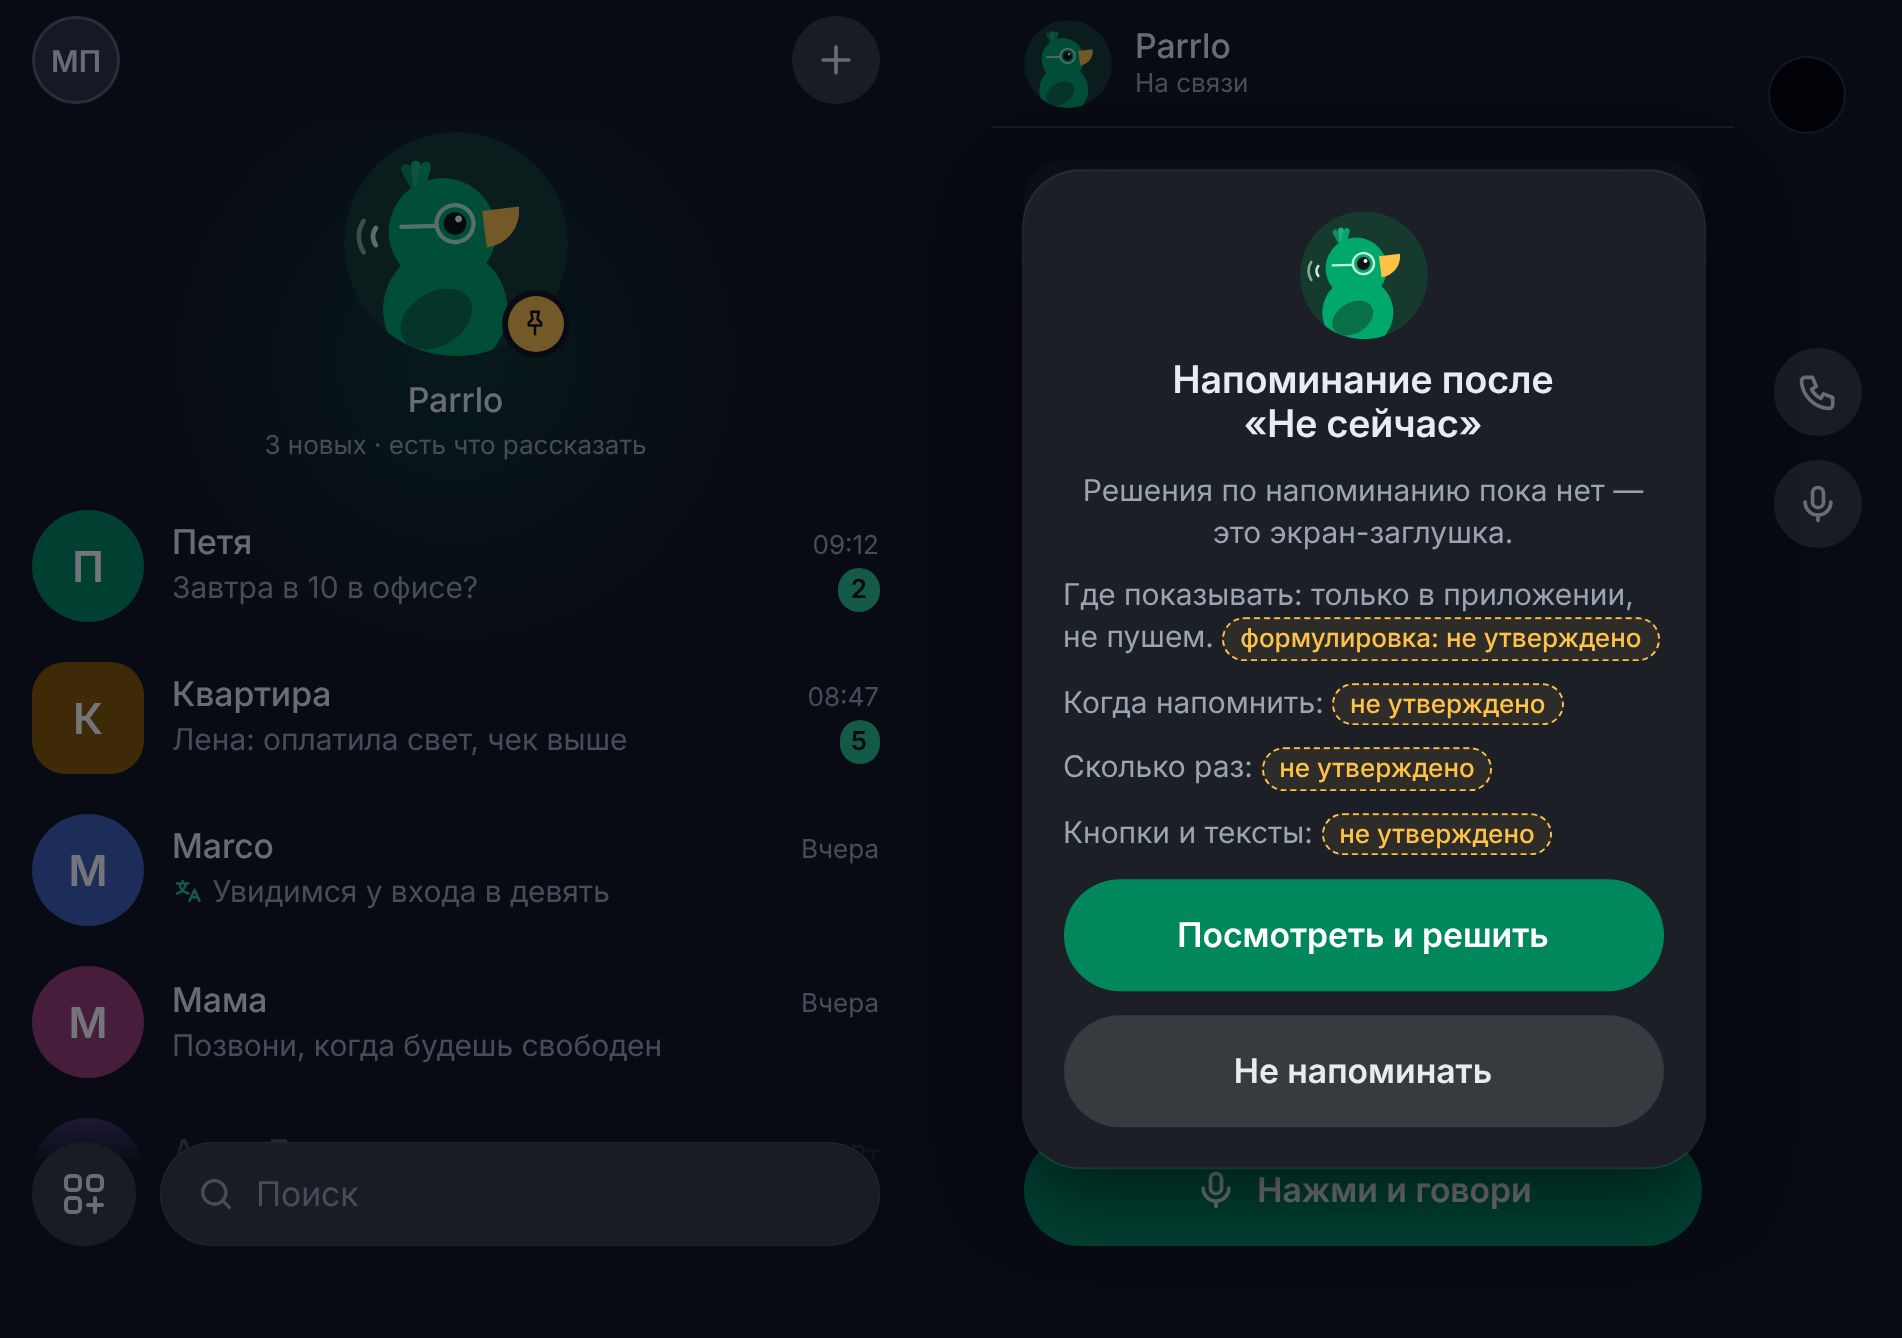 МП
Parrlo
3 новых · есть что рассказать
П
Петя
09:12
Завтра в 10 в офисе?
2
К
Квартира
08:47
Лена: оплатила свет, чек выше
5
M
Marco
Вчера
Увидимся у входа в девять
М
Мама
Вчера
Позвони, когда будешь свободен
Поиск
Parrlo
На связи
Напоминание после
«Не сейчас»
Решения по напоминанию пока нет —
это экран-заглушка.
Где показывать: только в приложении,
не пушем. формулировка: не утверждено
Когда напомнить: не утверждено
Сколько раз: не утверждено
Кнопки и тексты: не утверждено
Посмотреть и решить
Не напоминать
Нажми и говори